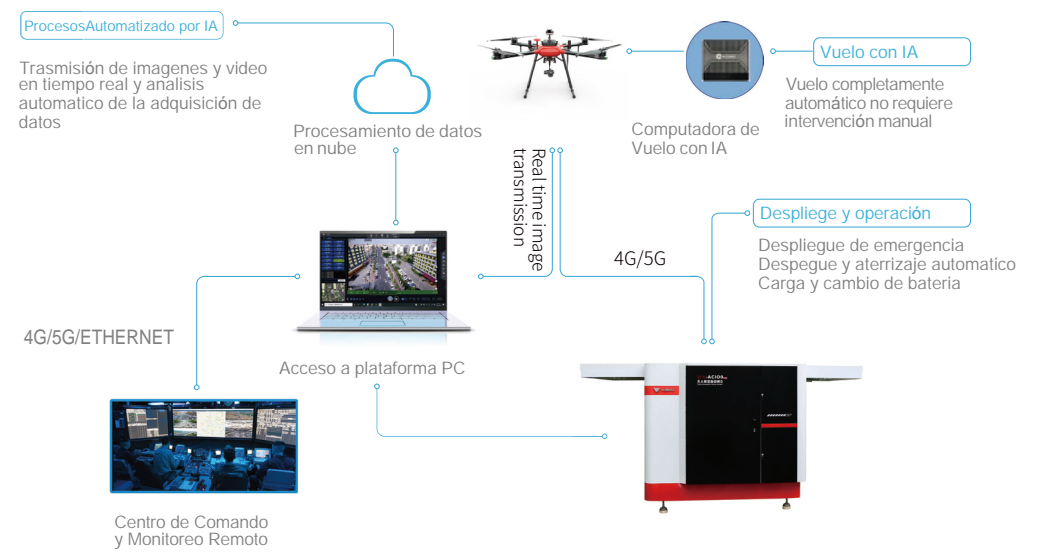 ProcesosAutomatizado por IA
Trasmisión de imagenes y video
en tiempo real y analisis
automatico de la adquisición de
datos
Procesamiento de datos
en nube
Computadora de
Vuelo con IA
Vuelo con IA
Vuelo completamente
automático no requiere
intervención manual
Real time image
transmission
4G/5G
Despliege y operación
Despliegue de emergencia
Despegue y aterrizaje automatico
Carga y cambio de bateria
4G/5G/ETHERNET
Acceso a plataforma PC
Centro de Comando
y Monitoreo Remoto